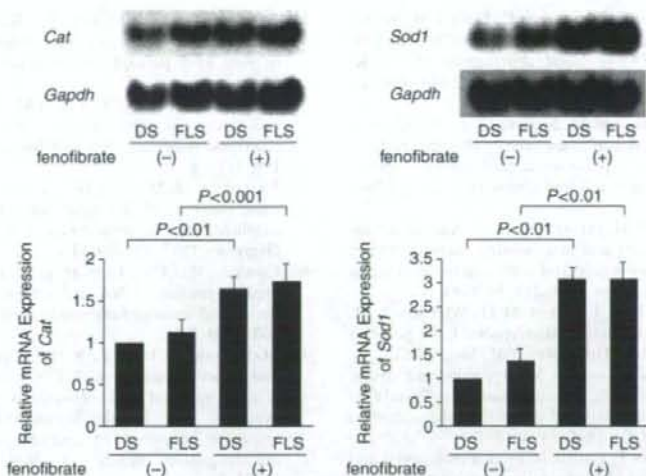 Cat
Gapdh
DS FLS DS FLS
fenofibrate (–) (+)
P<0.001
P<0.01
Relative mRNA Expression
of Cat
2
1.5
1
0.5
0
DS FLS DS FLS
fenofibrate (–) (+)
Sod1
Gapdh
DS FLS DS FLS
fenofibrate (–) (+)
P<0.01
P<0.01
Relative mRNA Expression
of Sod1
3.5
3
2.5
2
1.5
1.0
0.5
0
DS FLS DS FLS
fenofibrate (–) (+)